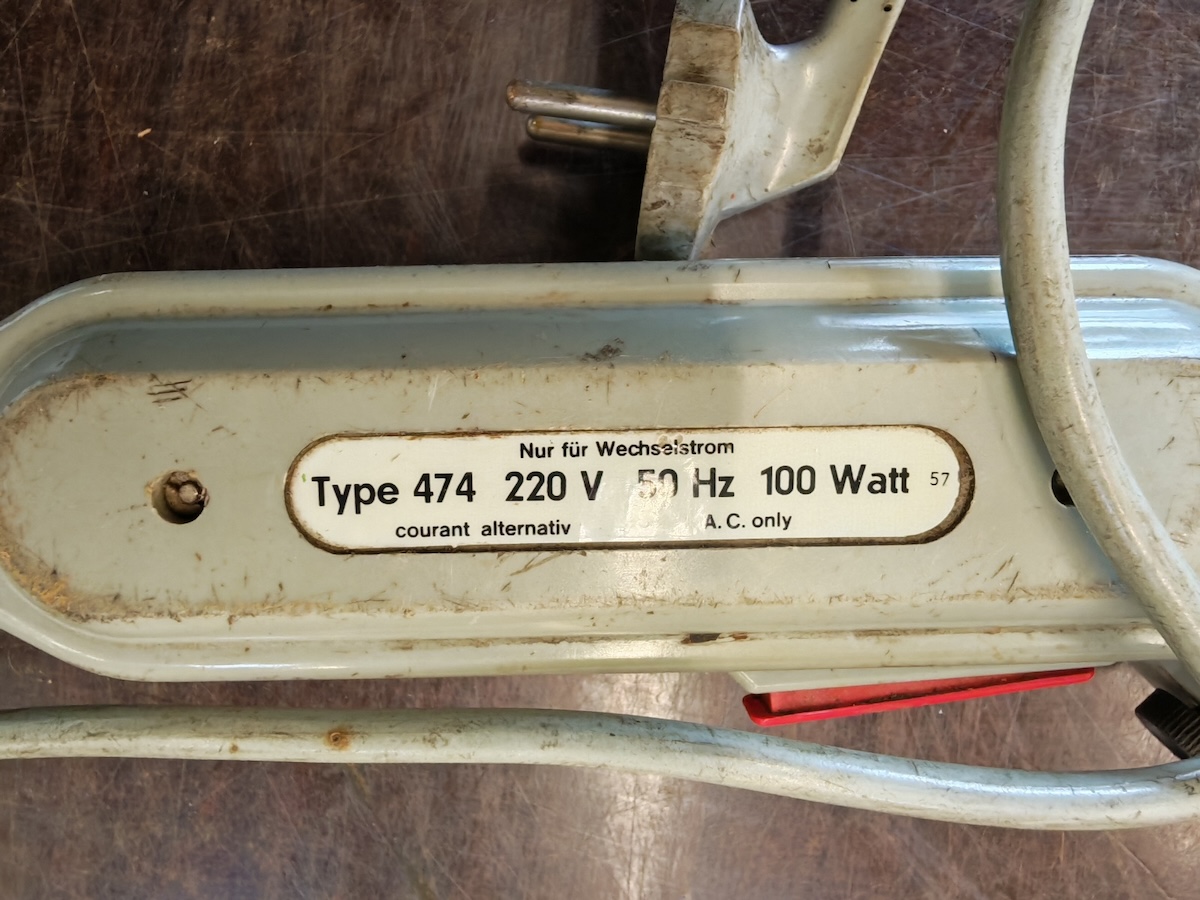 Nur für Wechselstrom
Type 474 220 V 50 Hz 100 Watt 57
courant alternativ A.C. only